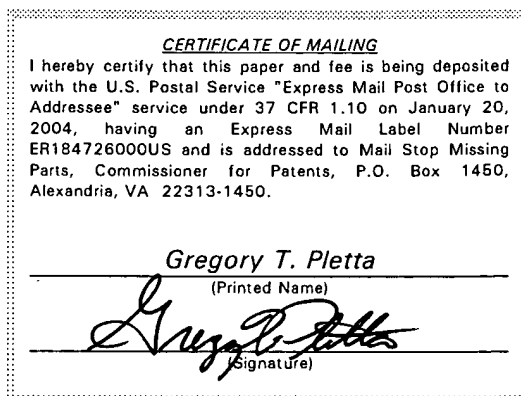 CERTIFICATE OF MAILING
I hereby certify that this paper and fee is being deposited
with the U.S. Postal Service "Express Mail Post Office to
Addressee" service under 37 CFR 1.10 on January 20,
2004, having an Express Mail Label Number
ER184726000US and is addressed to Mail Stop Missing
Parts, Commissioner for Patents, P.O. Box 1450,
Alexandria, VA 22313-1450.
Gregory T. Pletta
(Printed Name)
Gregory T. Pletta
(Signature)